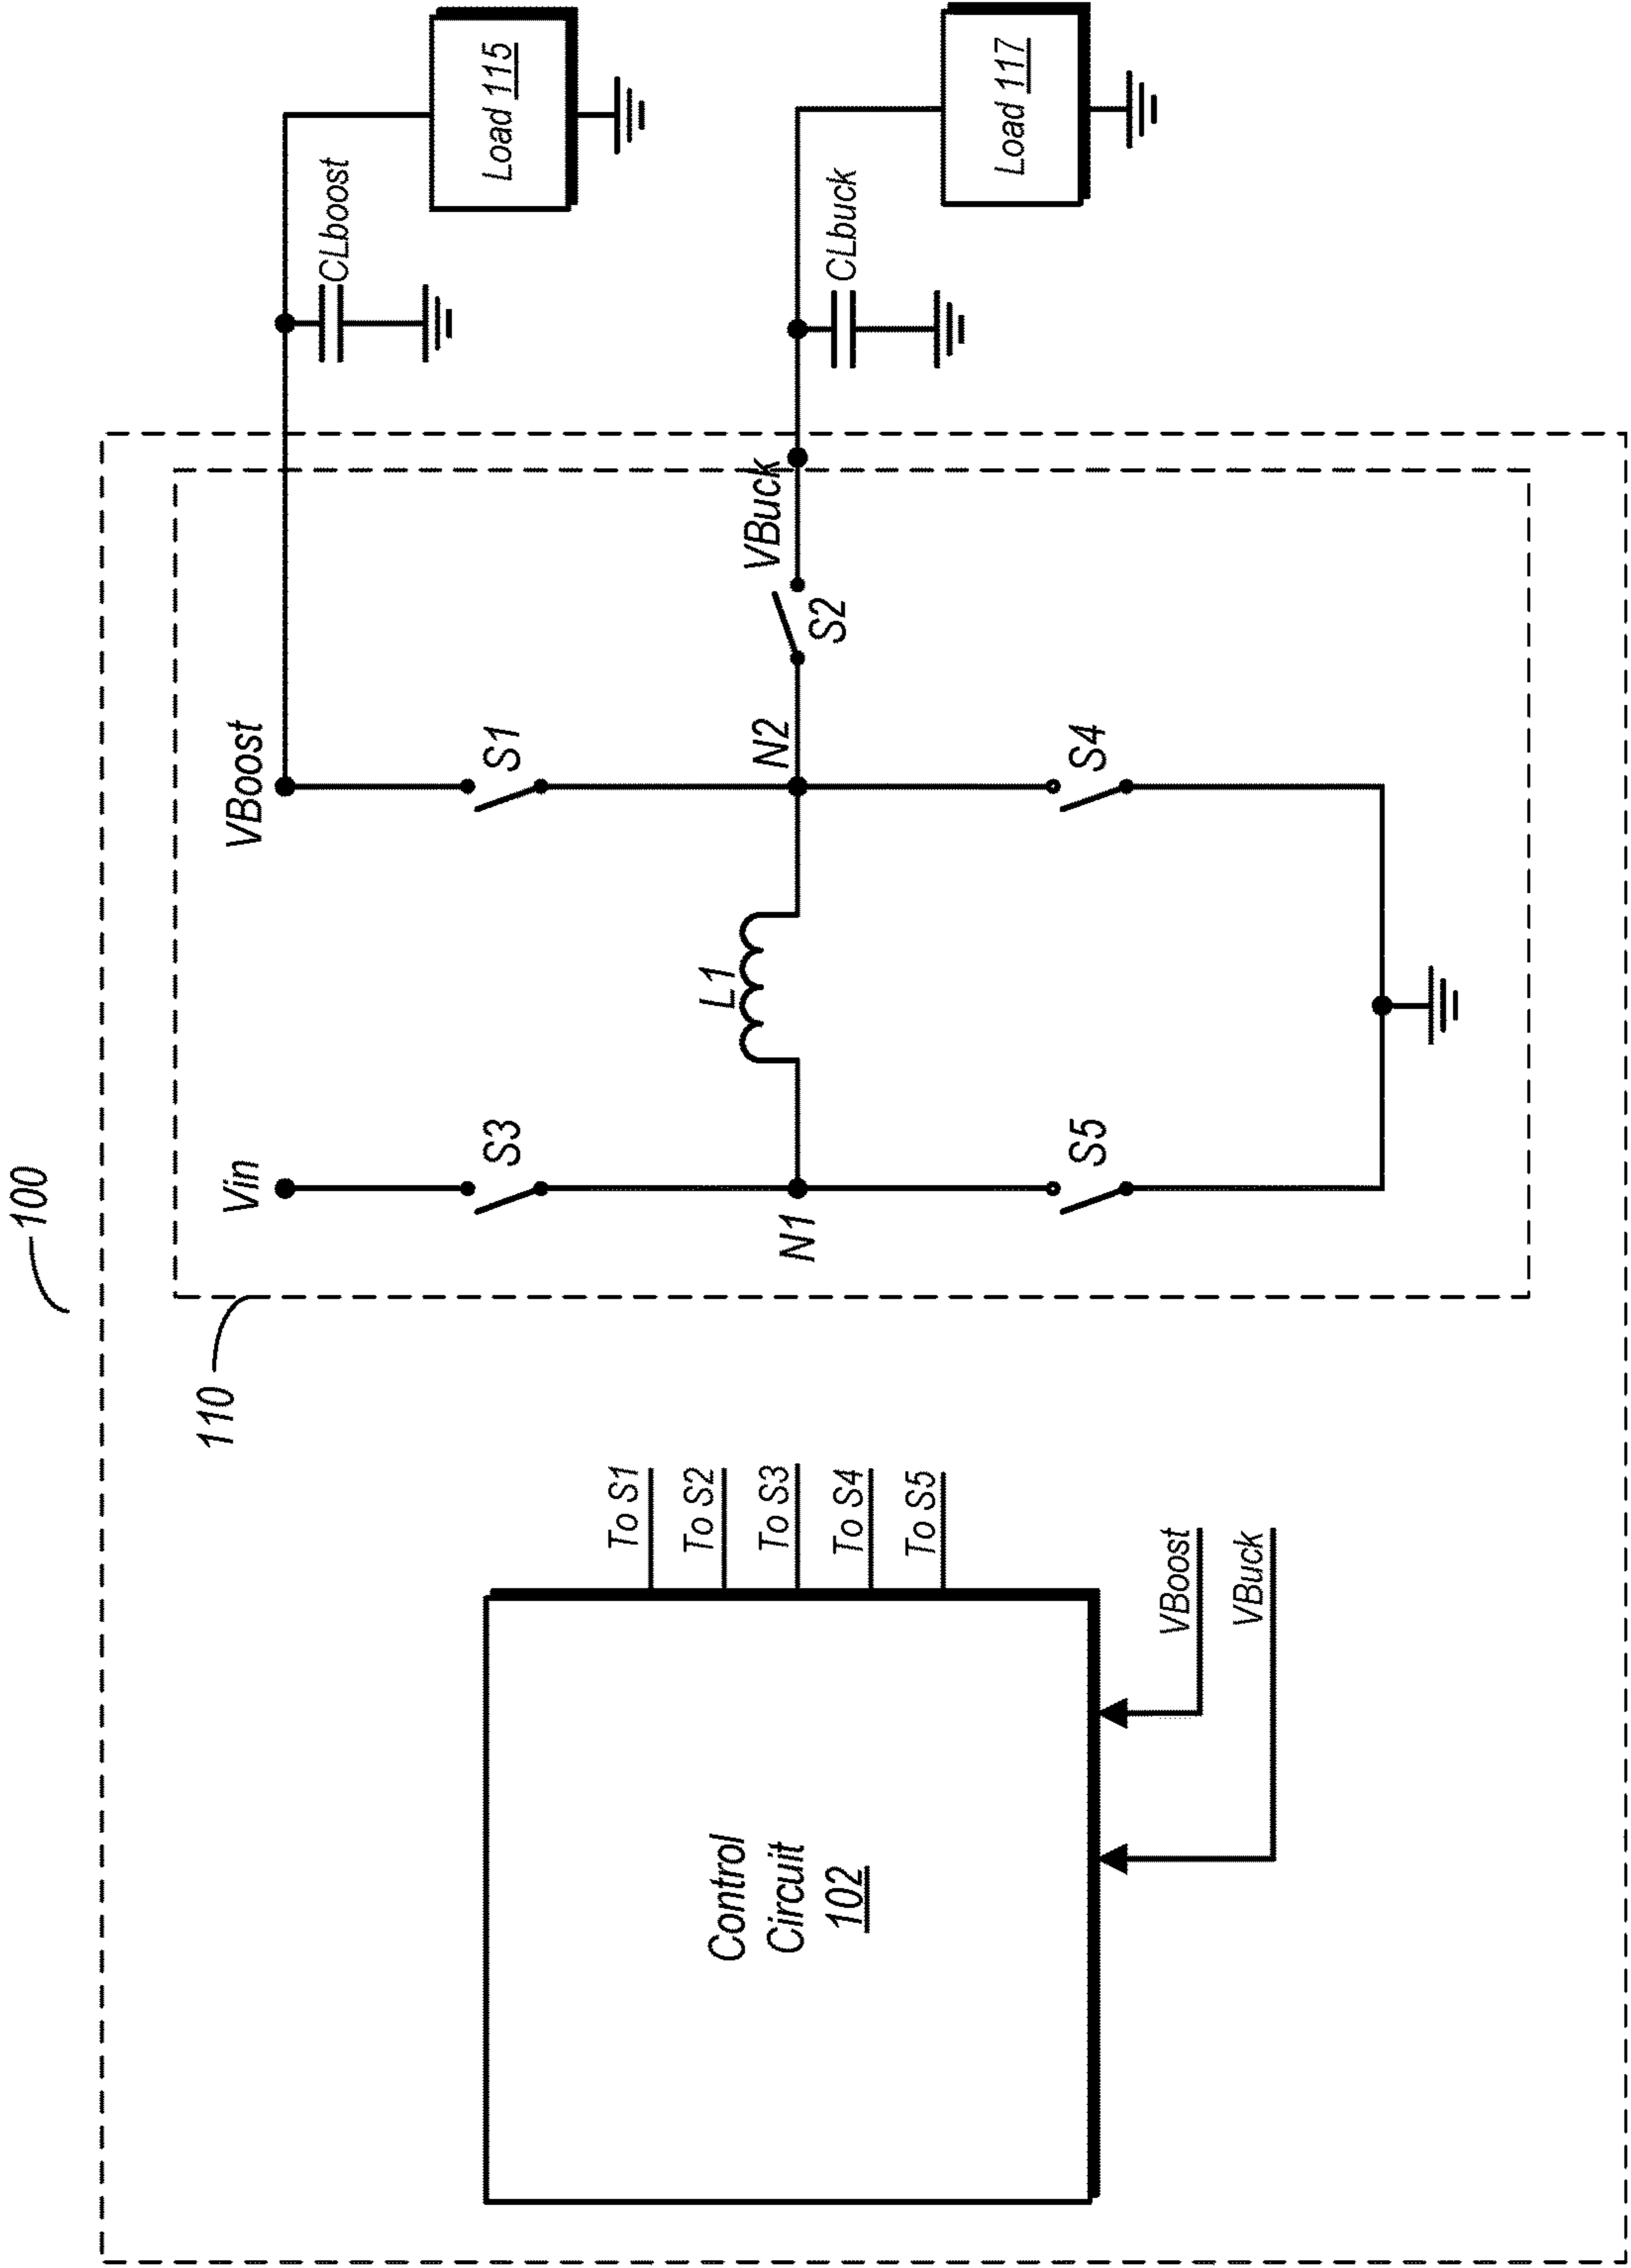 100
110
Control
Circuit
102
To S1
To S2
To S3
To S4
To S5
VBoost
VBuck
Vin
S3
N1
S5
L1
VBoost
S1
N2
S4
S2
VBuck
CLboost
CLbuck
Load 115
Load 117